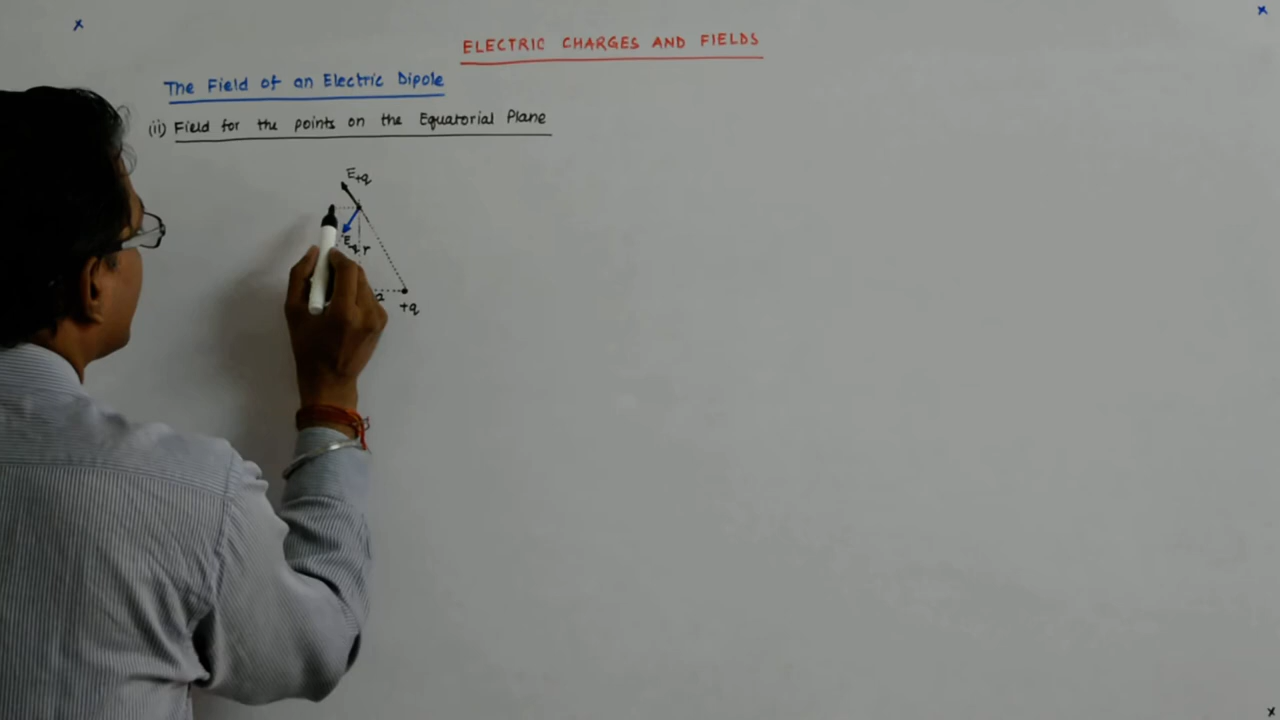 ELECTRIC CHARGES AND FIELDS
The Field of an Electric Dipole
(ii) Field for the points on the Equatorial Plane
E+q
E-q r
a
+q